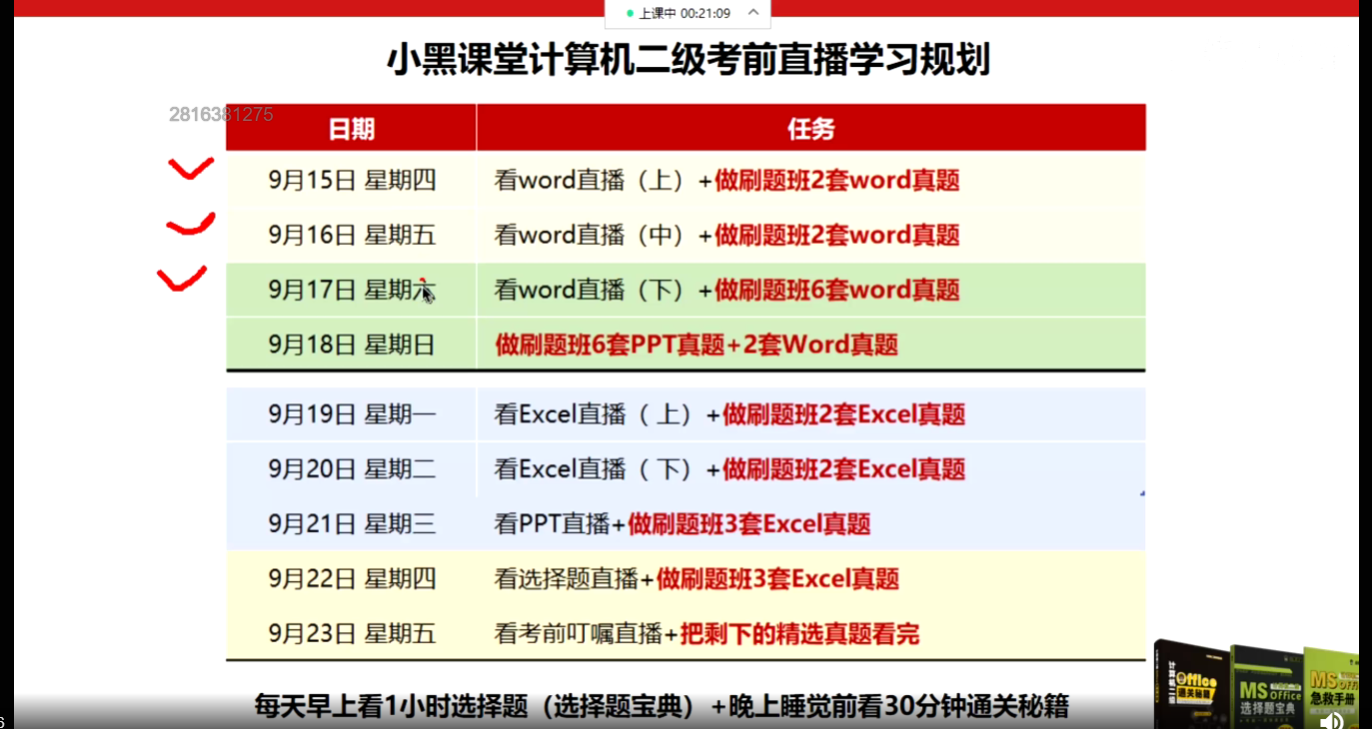 上课中 00:21:09
小黑课堂计算机二级考前直播学习规划
2816381275
日期 任务
9月15日 星期四 看word直播（上）+做刷题班2套word真题
9月16日 星期五 看word直播（中）+做刷题班2套word真题
9月17日 星期六 看word直播（下）+做刷题班6套word真题
9月18日 星期日 做刷题班6套PPT真题+2套Word真题
9月19日 星期一 看Excel直播（ 上）+做刷题班2套Excel真题
9月20日 星期二 看Excel直播（ 下）+做刷题班2套Excel真题
9月21日 星期三 看PPT直播+做刷题班3套Excel真题
9月22日 星期四 看选择题直播+做刷题班3套Excel真题
9月23日 星期五 看考前叮嘱直播+把剩下的精选真题看完
每天早上看1小时选择题（选择题宝典）+晚上睡觉前看30分钟通关秘籍
计算机二级
Office
通关秘籍
MS Office
选择题宝典
MS Office
急救手册
6